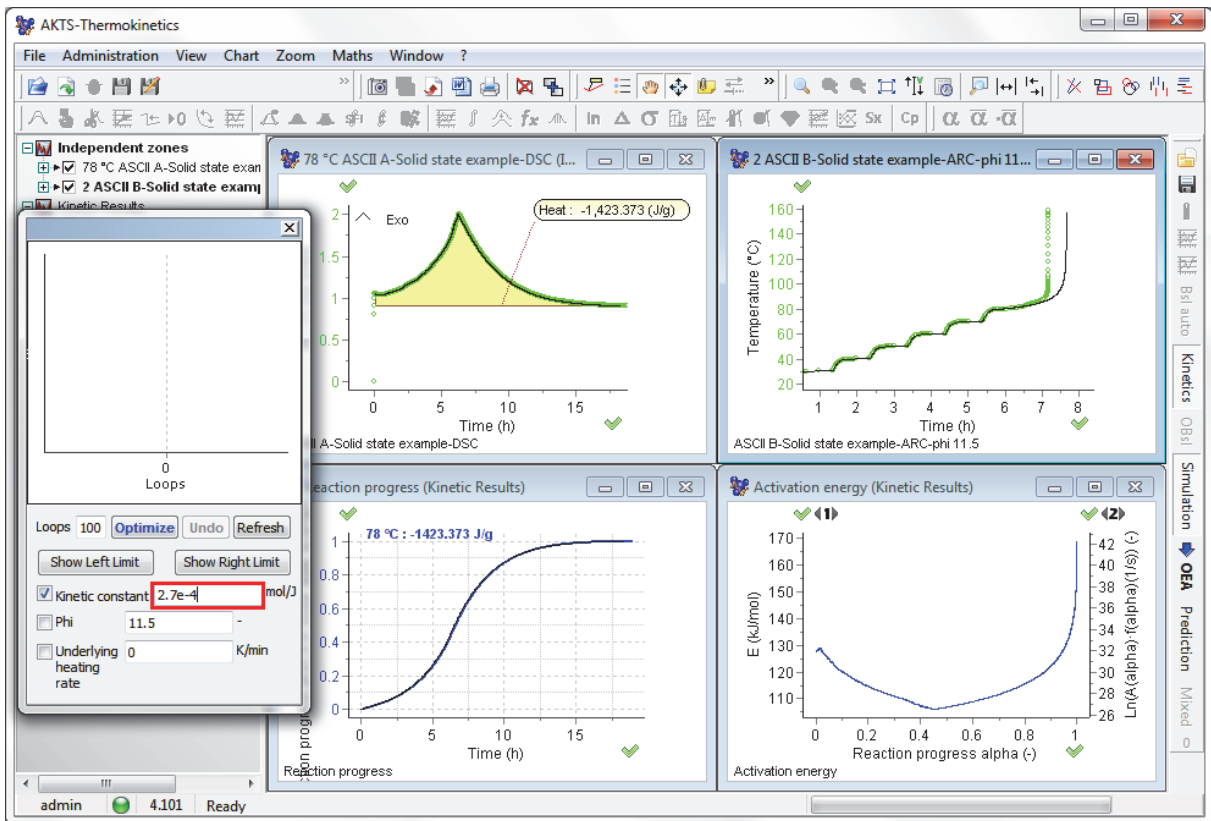 AKTS-Thermokinetics
File Administration View Chart Zoom Maths Window ?
»
»
fx In Δ σ Sx Cp α α -α
Independent zones
78 °C ASCII A-Solid state exan
2 ASCII B-Solid state examp
Kinetic Results
0
Loops
Loops 100 Optimize Undo Refresh
Show Left Limit Show Right Limit
Kinetic constant 2.7e-4 mol/J
Phi 11.5 -
Underlying 0 K/min
heating
rate
78 °C ASCII A-Solid state example-DSC (I...
Exo
Heat : -1,423.373 (J/g)
2
1.5
1
0.5
0
0 5 10 15
Time (h)
II A-Solid state example-DSC
2 ASCII B-Solid state example-ARC-phi 11...
Temperature (°C)
160
140
120
100
80
60
40
20
1 2 3 4 5 6 7 8
Time (h)
ASCII B-Solid state example-ARC-phi 11.5
eaction progress (Kinetic Results)
78 °C : -1423.373 J/g
1
0.8
0.6
0.4
0.2
0
0 5 10 15
Time (h)
Reaction progress
Activation energy (Kinetic Results)
(1) (2)
E (kJ/mol)
170
160
150
140
130
120
110
42
40
38
36
34
32
30
28
26
Ln(A(alpha)·f(alpha)(1/s)) (-)
0 0.2 0.4 0.6 0.8 1
Reaction progress alpha (-)
Activation energy
Bsl auto
Kinetics
OBsl
Simulation
OEA
Prediction
Mixed
0
admin 4.101 Ready